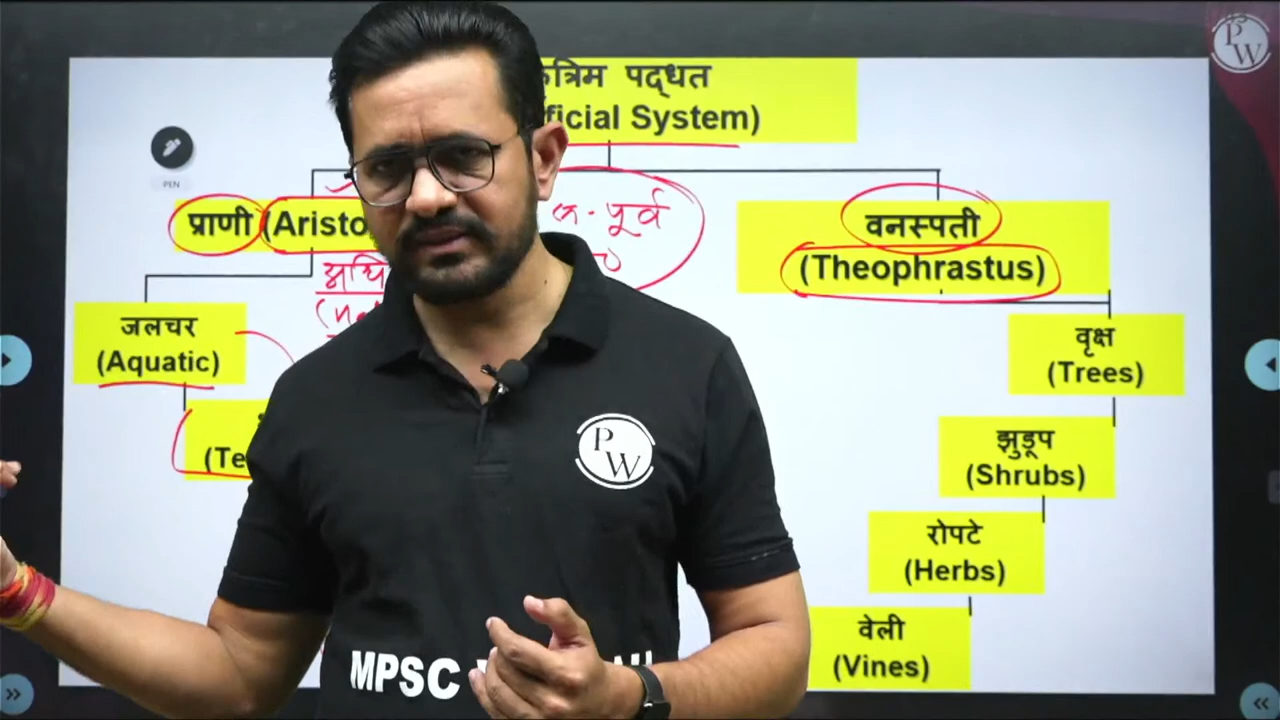 त्रिम पद्धत
ficial System)
PEN
प्राणी (Aristo
पूर्व
वनस्पती
(Theophrastus)
जलचर
(Aquatic)
(Te
वृक्ष
(Trees)
झुडूप
(Shrubs)
रोपटे
(Herbs)
वेली
(Vines)
PW
PW
MPSC